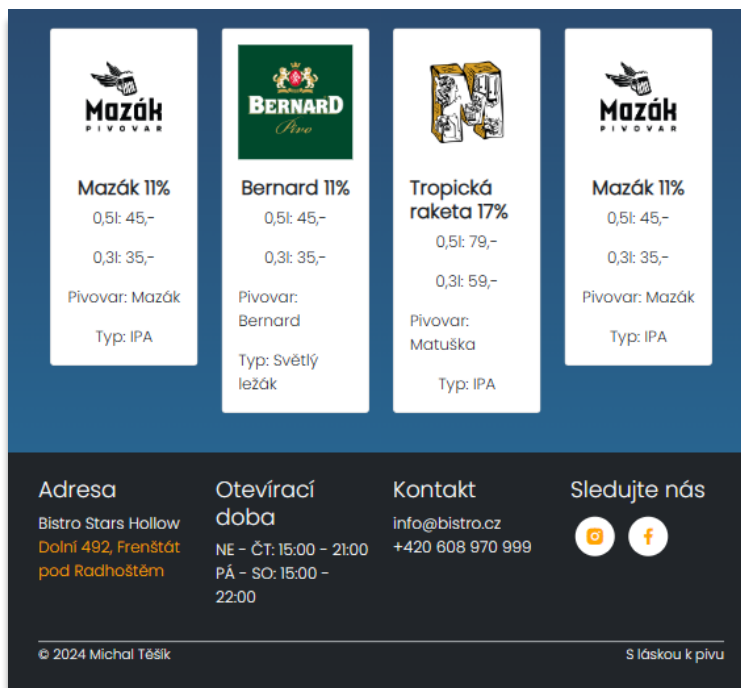 Mazák
PIVOVAR
Mazák 11%
0,5l: 45,-
0,3l: 35,-
Pivovar: Mazák
Typ: IPA
BERNARD
Pivo
Bernard 11%
0,5l: 45,-
0,3l: 35,-
Pivovar:
Bernard
Typ: Světlý
ležák
M
Tropická
raketa 17%
0,5l: 79,-
0,3l: 59,-
Pivovar:
Matuška
Typ: IPA
Mazák
PIVOVAR
Mazák 11%
0,5l: 45,-
0,3l: 35,-
Pivovar: Mazák
Typ: IPA
Adresa
Bistro Stars Hollow
Dolní 492, Frenštát
pod Radhoštěm
Otevírací
doba
NE - ČT: 15:00 - 21:00
PÁ - SO: 15:00 -
22:00
Kontakt
info@bistro.cz
+420 608 970 999
Sledujte nás
© 2024 Michal Těšík
S láskou k pivu